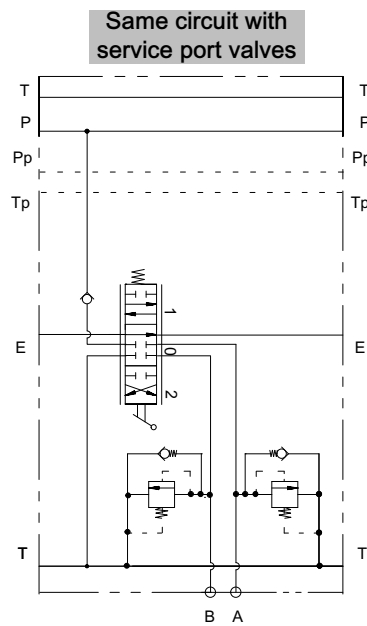 Same circuit with
service port valves
T T
P P
Pp Pp
Tp Tp
1
E 0 E
2
T T
B A